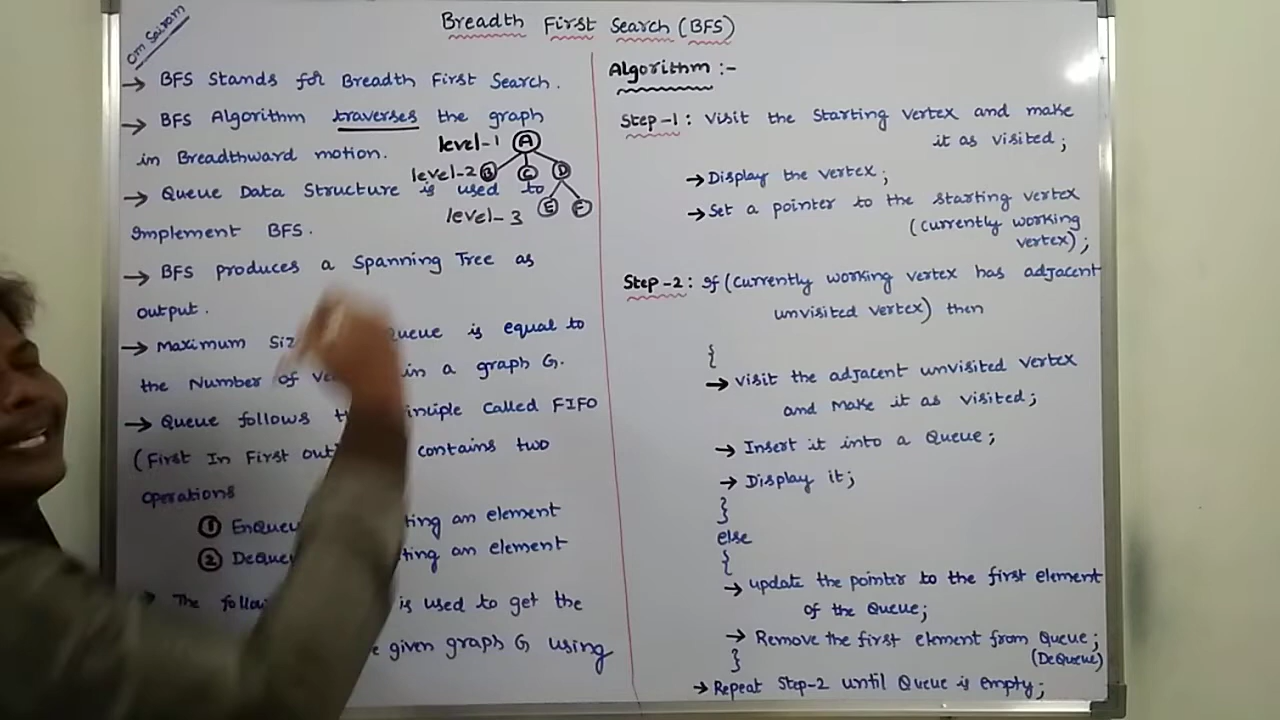 Om Sairam
Breadth First Search (BFS)
→ BFS Stands for Breadth First Search.
→ BFS Algorithm traverses the graph
in Breadthward motion.
level-1 A
level-2 B C D
→ Queue Data Structure is used to
level-3 E F
Implement BFS.
→ BFS produces a Spanning Tree as
output.
→ Maximum Queue is equal to
the Number of in a graph G.
→ Queue follows called FIFO
(First In First out contains two
operations
① an element
② an element
The is used to get the
given graph G using
Algorithm :-
Step-1: Visit the Starting vertex and make
it as visited;
→ Display the vertex;
→ Set a pointer to the starting vertex
(currently working
vertex);
Step-2: If (currently working vertex has adjacent
unvisited vertex) then
{
→ visit the adjacent unvisited vertex
and make it as visited;
→ Insert it into a Queue;
→ Display it;
}
else
{
→ update the pointer to the first element
of the Queue;
→ Remove the first element from Queue;
(DeQueue)
}
→ Repeat Step-2 until Queue is empty;